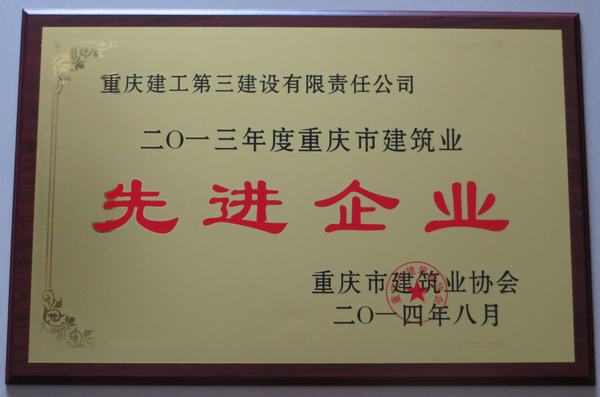 重庆建工第三建设有限责任公司
二〇一三年度重庆市建筑业
先进企业
重庆市建筑业协会
二〇一四年八月